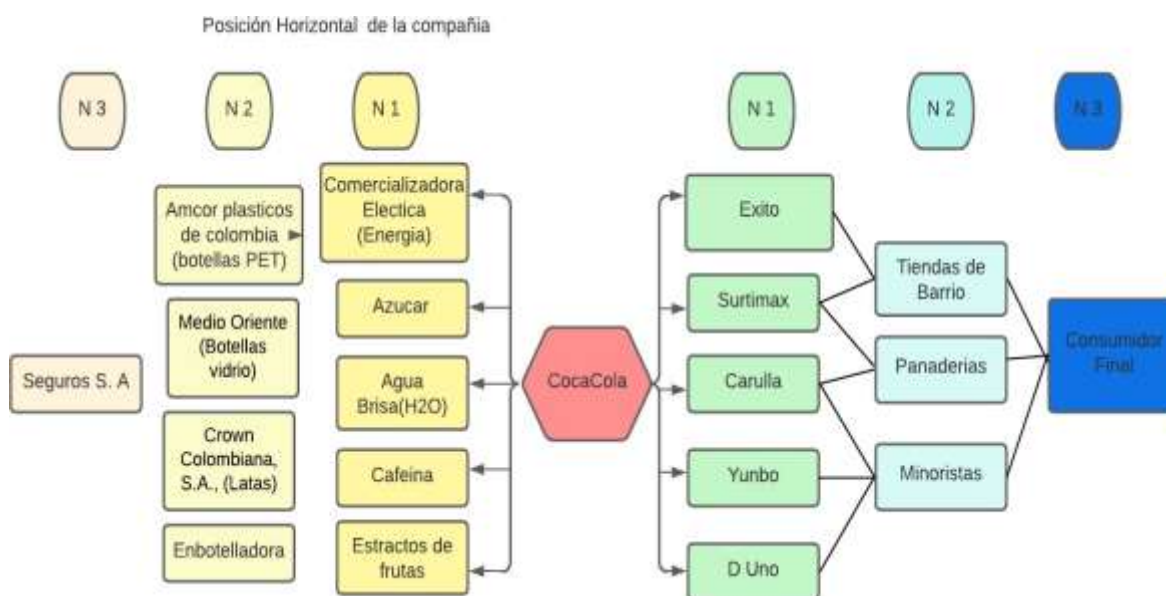 Posición Horizontal de la compañia
N 3
N 2
N 1
N 1
N 2
N 3
Seguros S. A
Amcor plasticos
de colombia
(botellas PET)
Medio Oriente
(Botellas
vidrio)
Crown
Colombiana,
S.A., (Latas)
Enbotelladora
Comercializadora
Electica
(Energia)
Azucar
Agua
Brisa(H2O)
Cafeina
Estractos de
frutas
CocaCola
Exito
Surtimax
Carulla
Yunbo
D Uno
Tiendas de
Barrio
Panaderias
Minoristas
Consumidor
Final